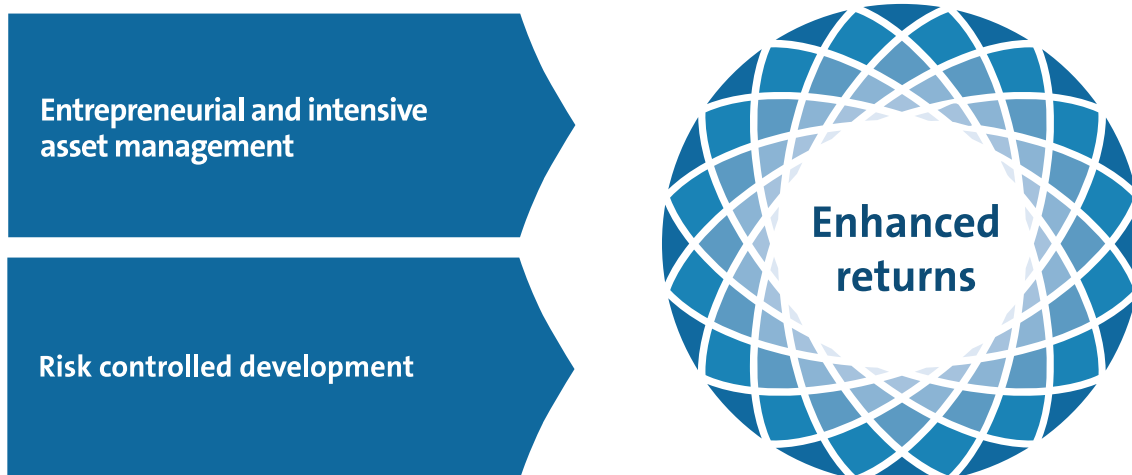 Entrepreneurial and intensive
asset management
Risk controlled development
Enhanced
returns